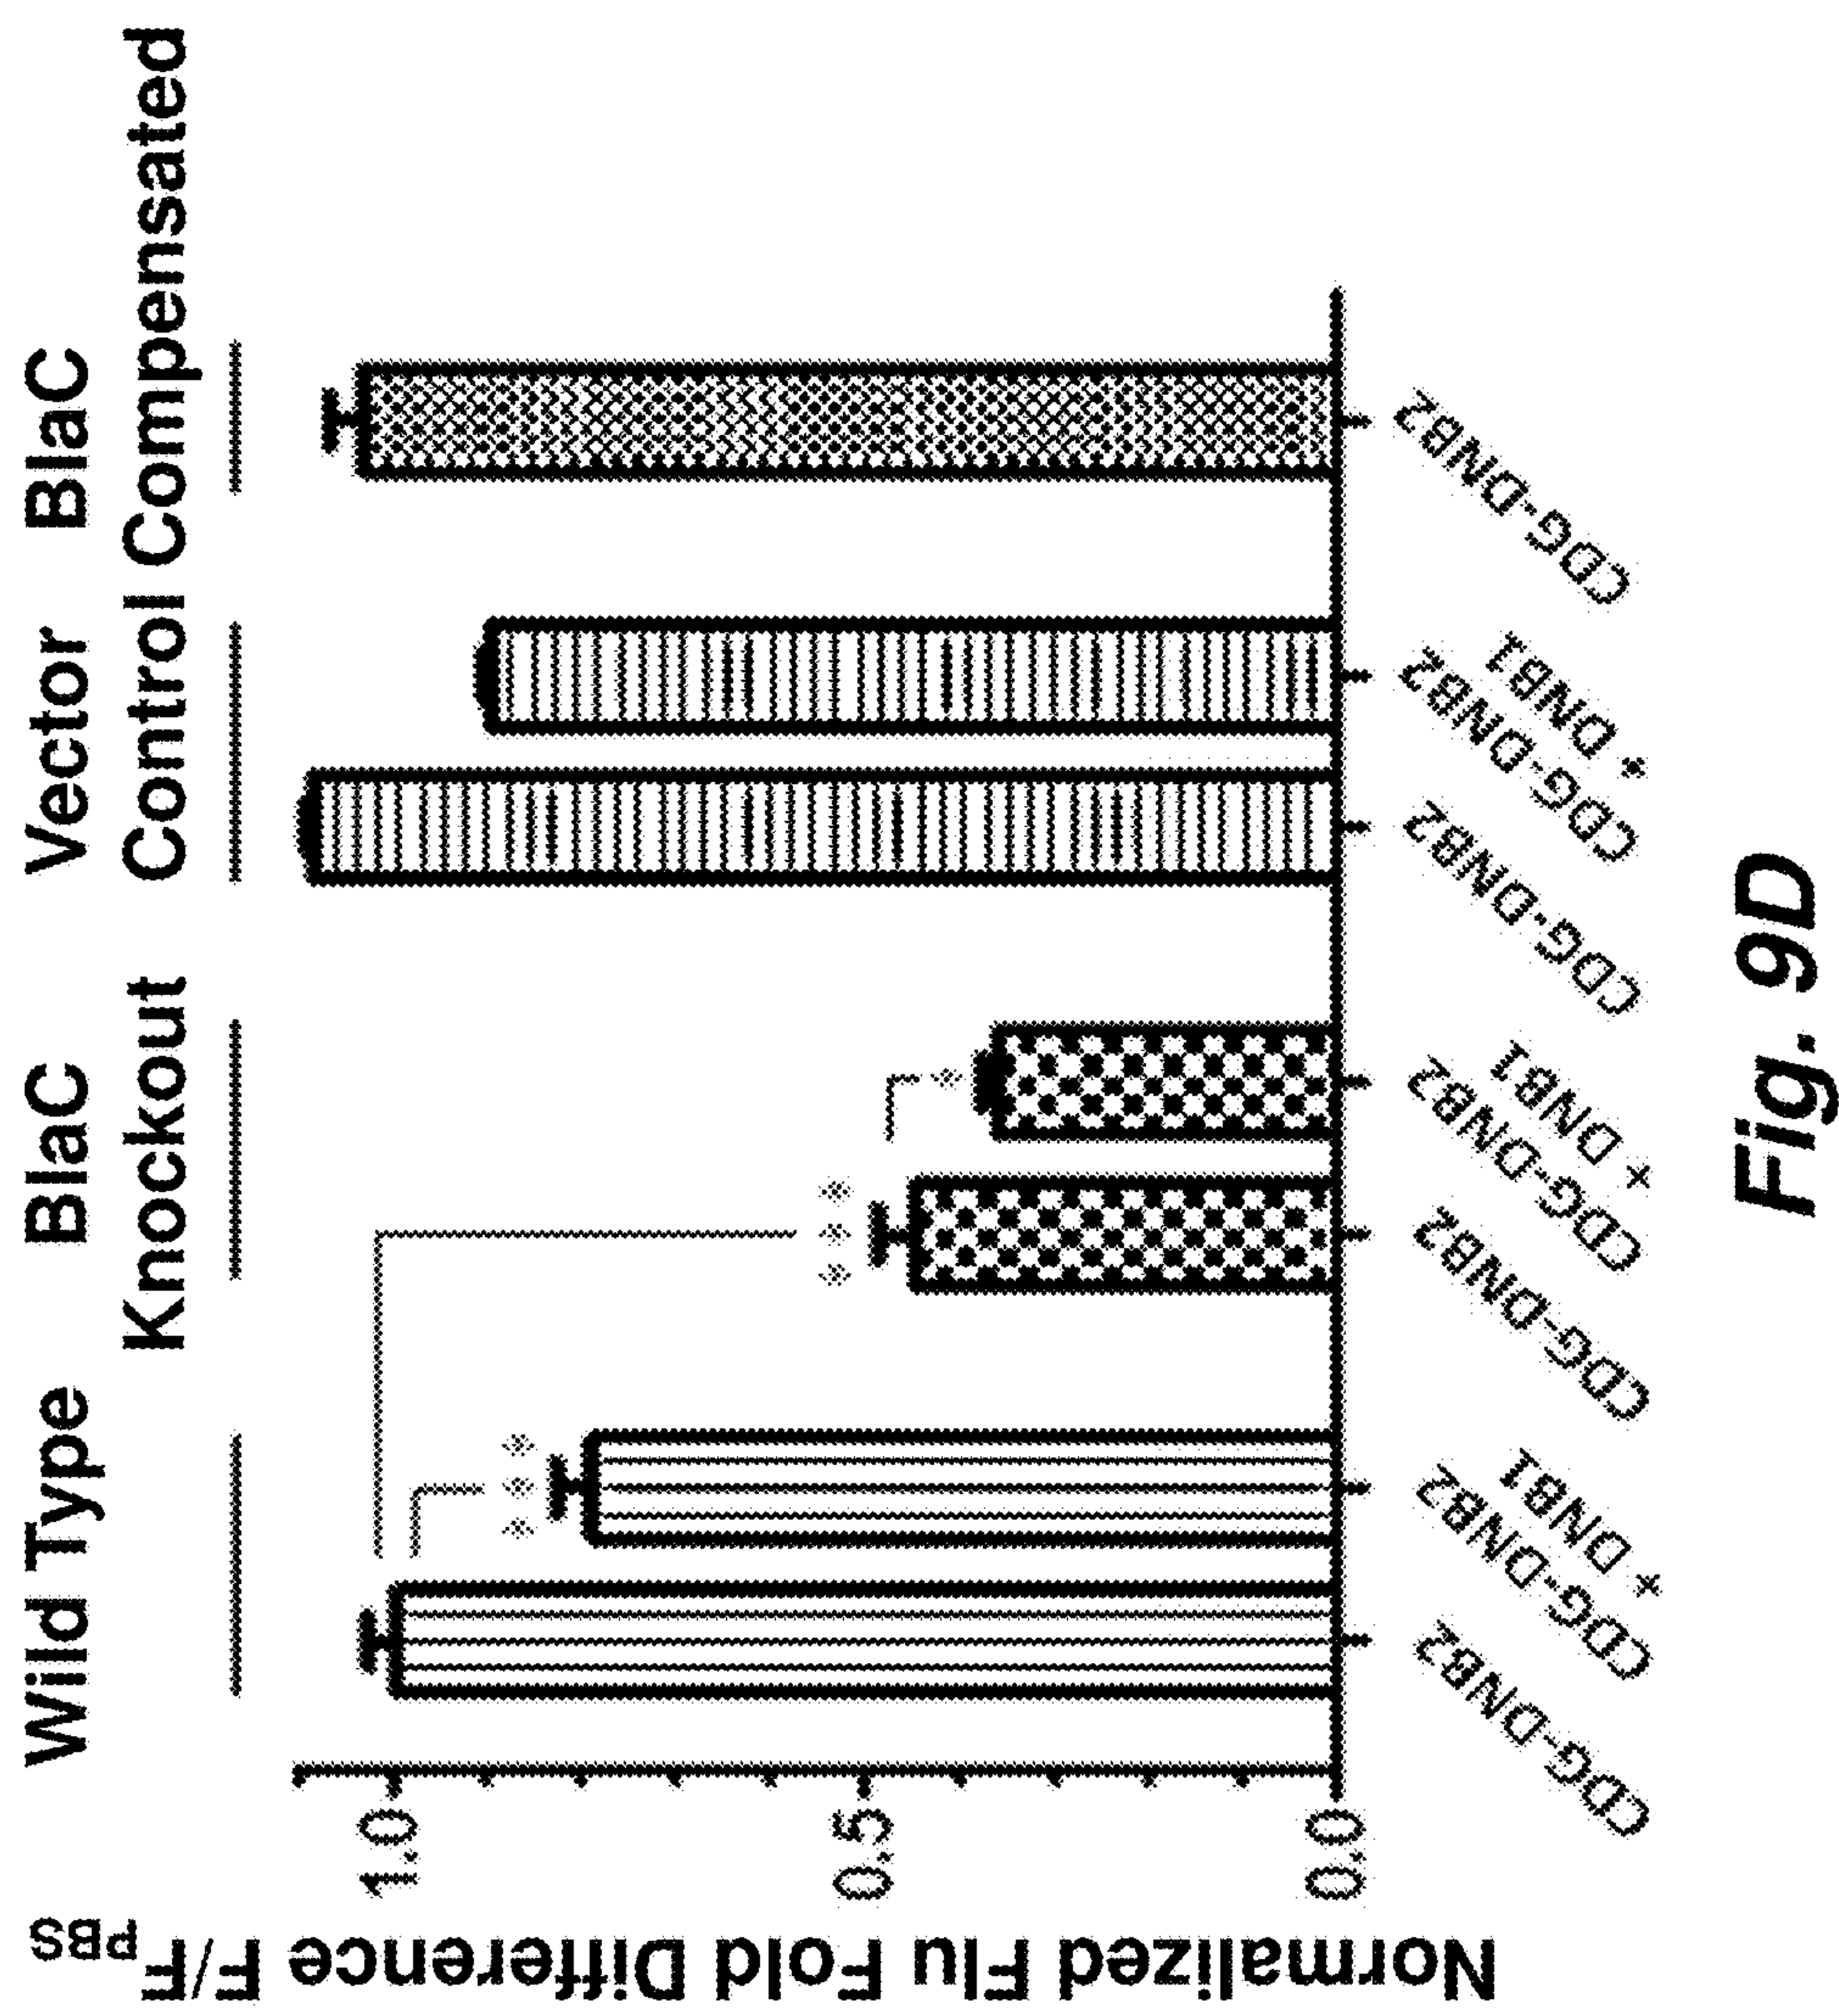 Wild Type
BlaC
Knockout
Vector
Control
BlaC
Compensated
Normalized Flu Fold Difference F/F PBS
1.0
0.5
0.0
***
***
*
CDG-DNB2
CDG-DNB2
+ DNB1
CDG-DNB2
CDG-DNB2
+ DNB1
CDG-DNB2
CDG-DNB2
+ DNB1
CDG-DNB2
Fig. 9D